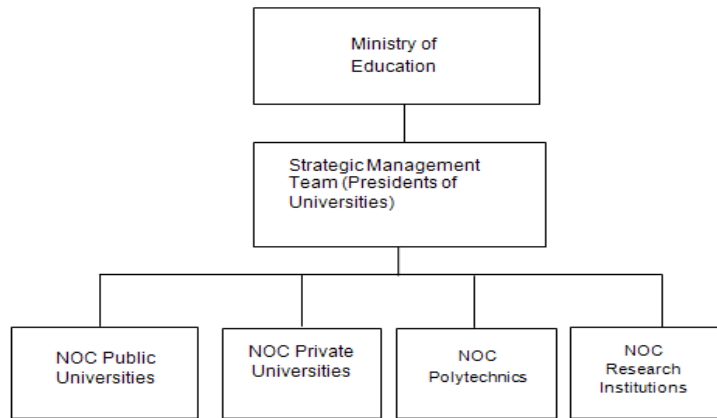 Ministry of
Education
Strategic Management
Team (Presidents of
Universities)
NOC Public
Universities
NOC Private
Universities
NOC
Polytechnics
NOC
Research
Institutions